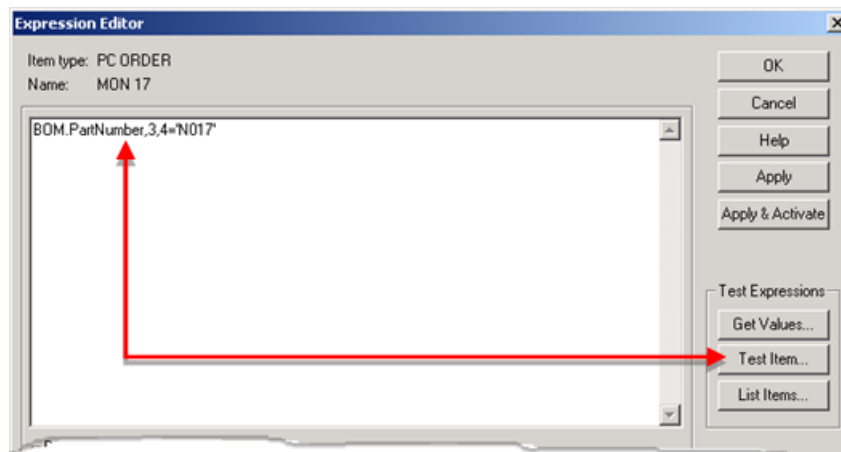 Expression Editor
Item type: PC ORDER
Name: MON 17
BOM.PartNumber,3,4='N017'
OK
Cancel
Help
Apply
Apply & Activate
Test Expressions
Get Values...
Test Item...
List Items...